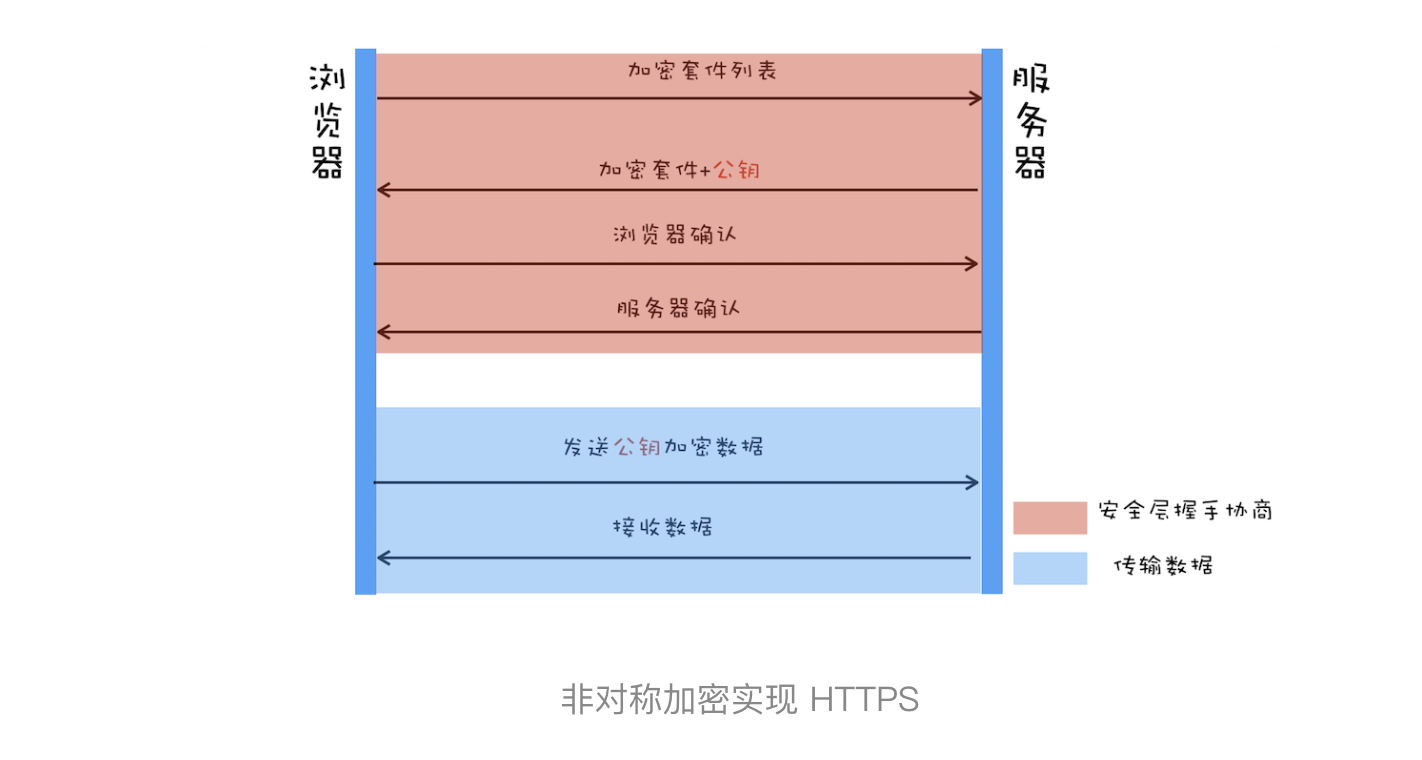 浏览器
服务器
加密套件列表
加密套件+公钥
浏览器确认
服务器确认
发送公钥加密数据
接收数据
安全层握手协商
传输数据
非对称加密实现 HTTPS